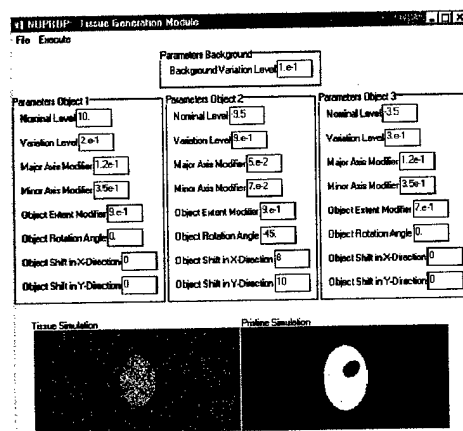 NUPROP: Tissue Generation Module
File Execute
Parameters Background
Background Variation Level 1.e-1
Parameters Object 1
Nominal Level 10.
Variation Level 2.e-1
Major Axis Modifier 1.2e-1
Minor Axis Modifier 3.5e-1
Object Extent Modifier 9.e-1
Object Rotation Angle 0.
Object Shift in X-Direction 0
Object Shift in Y-Direction 0
Parameters Object 2
Nominal Level -9.5
Variation Level 9.e-1
Major Axis Modifier 5.e-2
Minor Axis Modifier 7.e-2
Object Extent Modifier 9.e-1
Object Rotation Angle -45.
Object Shift in X-Direction 8
Object Shift in Y-Direction 10
Parameters Object 3
Nominal Level -3.5
Variation Level 3.e-1
Major Axis Modifier 1.2e-1
Minor Axis Modifier 3.5e-1
Object Extent Modifier 7.e-1
Object Rotation Angle 0.
Object Shift in X-Direction 0
Object Shift in Y-Direction 0
Tissue Simulation
Pristine Simulation